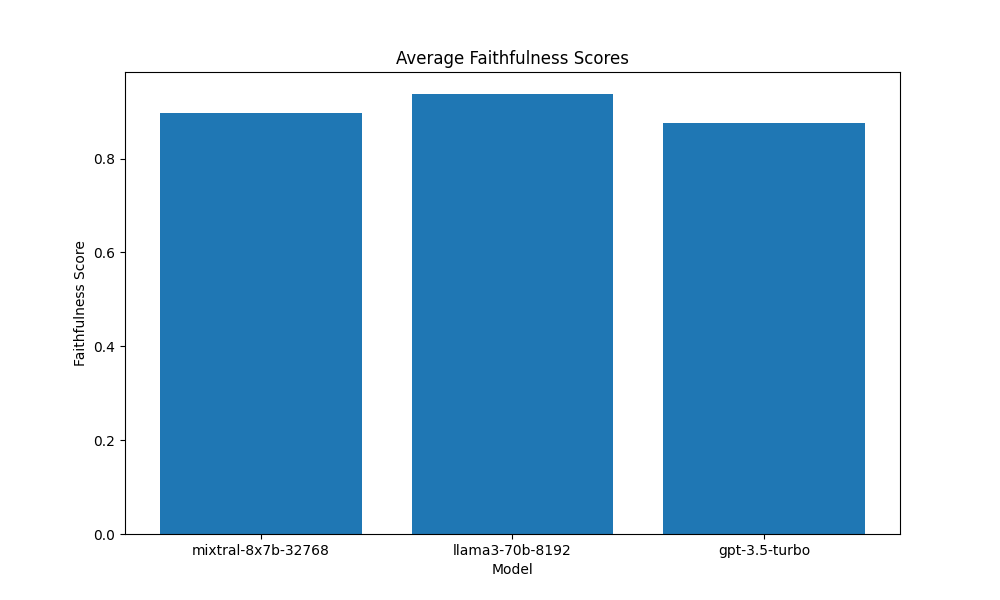 Average Faithfulness Scores
Faithfulness Score
0.8
0.6
0.4
0.2
0.0
mixtral-8x7b-32768
llama3-70b-8192
gpt-3.5-turbo
Model